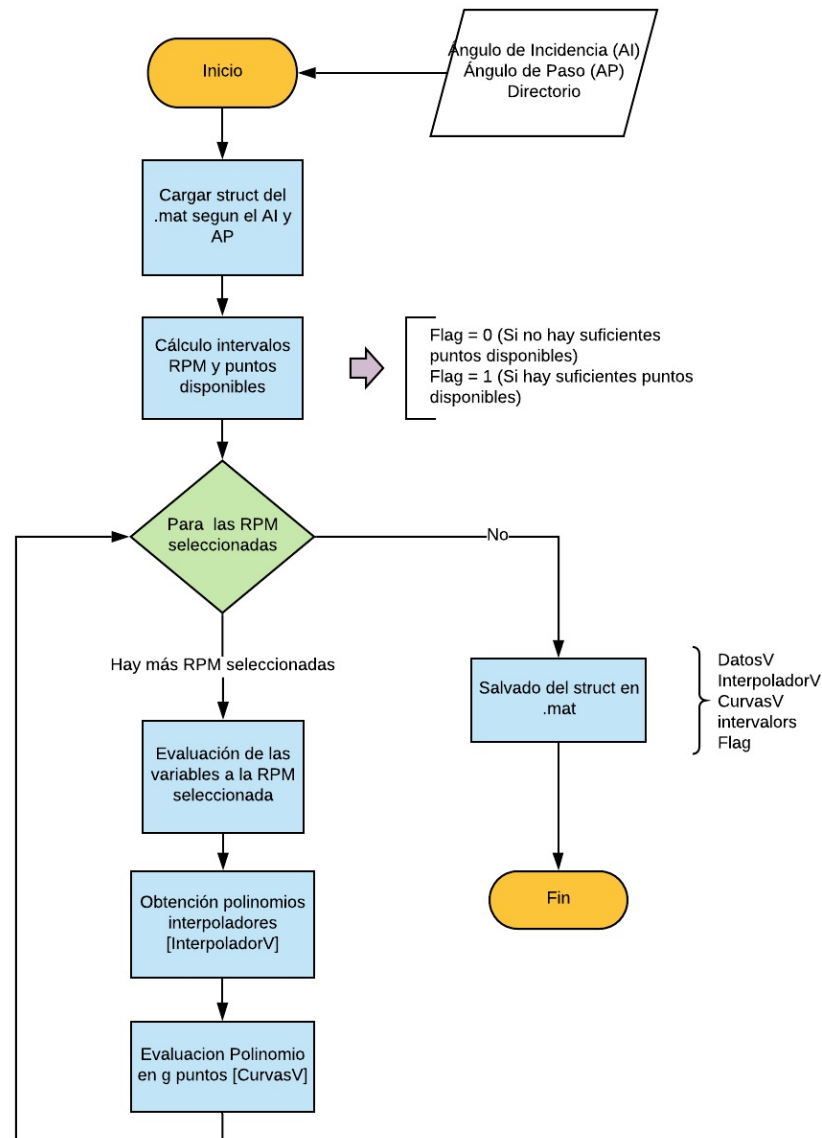 Ángulo de Incidencia (AI)
Ángulo de Paso (AP)
Directorio
Inicio
Cargar struct del
.mat segun el AI y
AP
Cálculo intervalos
RPM y puntos
disponibles
Flag = 0 (Si no hay suficientes
puntos disponibles)
Flag = 1 (Si hay suficientes puntos
disponibles)
Para las RPM
seleccionadas
No
Hay más RPM seleccionadas
Salvado del struct en
.mat
DatosV
InterpoladorV
CurvasV
intervalors
Flag
Evaluación de las
variables a la RPM
seleccionada
Obtención polinomios
interpoladores
[InterpoladorV]
Fin
Evaluacion Polinomio
en g puntos [CurvasV]